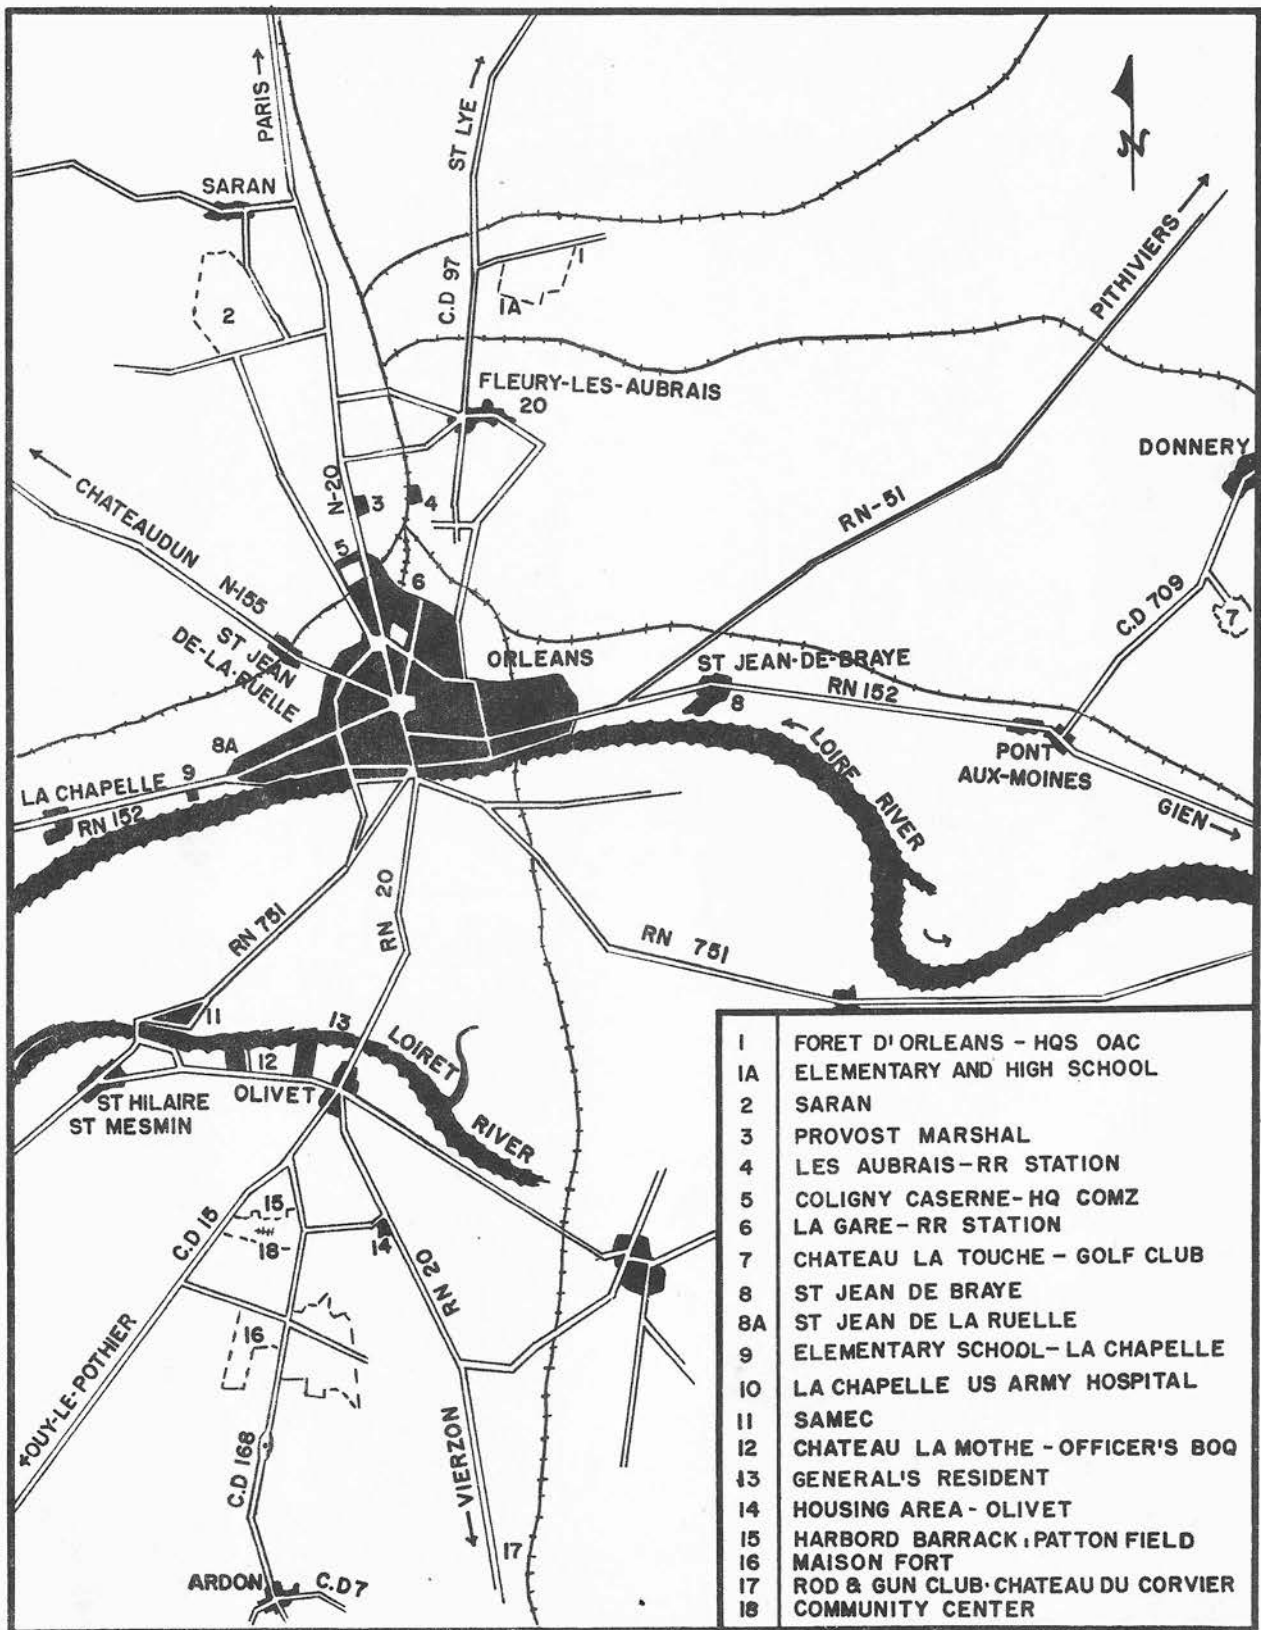 PARIS →
ST LYE →
N
SARAN
PITHIVIERS →
1
1A
C.D 97
2
FLEURY-LES-AUBRAIS
20
DONNERY
← CHATEAUDUN
N-20
3
4
RN-51
5
N-155
6
C.D 709
7
ST JEAN
DE-LA-RUELLE
ORLEANS
ST JEAN-DE-BRAYE
RN 152
8
← LOIRE
RIVER
PONT
AUX-MOINES
8A
LA CHAPELLE
9
RN 152
GIEN →
RN 20
RN 751
RN 751
11
13
LOIRET
RIVER
12
OLIVET
ST HILAIRE
ST MESMIN
C.D 15
15
18-
14
RN 20
16
←JOUY-LE-POTHIER
C.D 168
← VIERZON
17
ARDON
C.D 7
1 FORET D'ORLEANS - HQS OAC
1A ELEMENTARY AND HIGH SCHOOL
2 SARAN
3 PROVOST MARSHAL
4 LES AUBRAIS-RR STATION
5 COLIGNY CASERNE-HQ COMZ
6 LA GARE-RR STATION
7 CHATEAU LA TOUCHE - GOLF CLUB
8 ST JEAN DE BRAYE
8A ST JEAN DE LA RUELLE
9 ELEMENTARY SCHOOL-LA CHAPELLE
10 LA CHAPELLE US ARMY HOSPITAL
11 SAMEC
12 CHATEAU LA MOTHE - OFFICER'S BOQ
13 GENERAL'S RESIDENT
14 HOUSING AREA - OLIVET
15 HARBORD BARRACK: PATTON FIELD
16 MAISON FORT
17 ROD & GUN CLUB·CHATEAU DU CORVIER
18 COMMUNITY CENTER